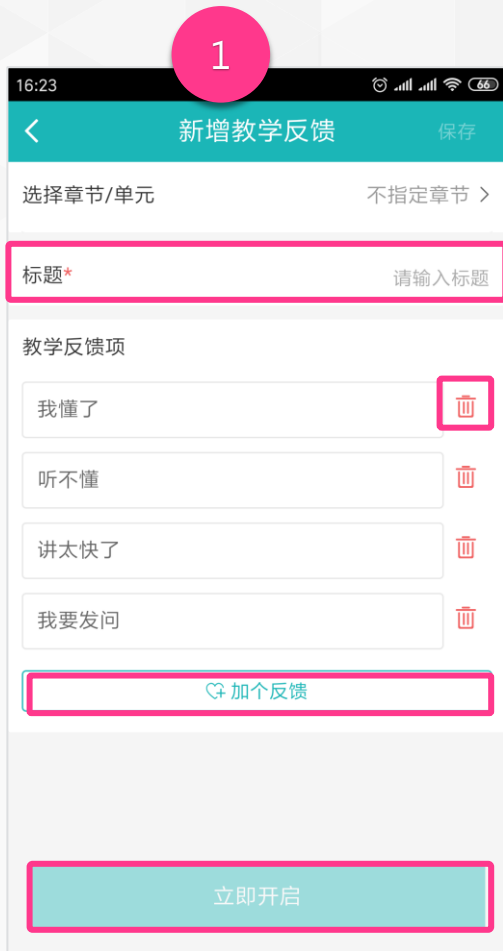 1
16:23 66
新增教学反馈 保存
选择章节/单元 不指定章节
标题* 请输入标题
教学反馈项
我懂了
听不懂
讲太快了
我要发问
加个反馈
立即开启